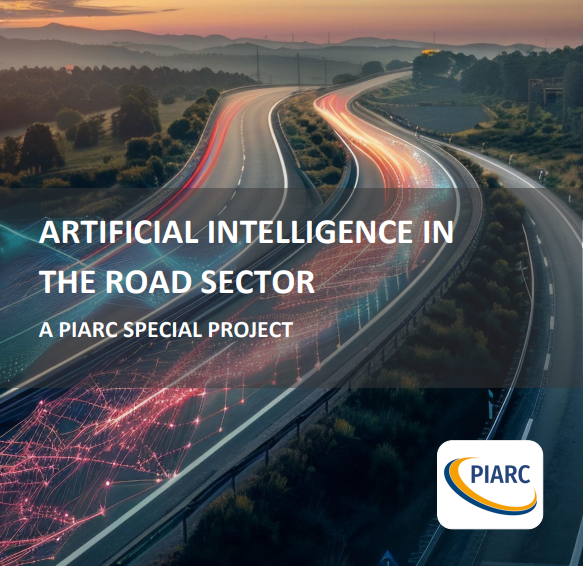 ARTIFICIAL INTELLIGENCE IN
THE ROAD SECTOR
A PIARC SPECIAL PROJECT
PIARC